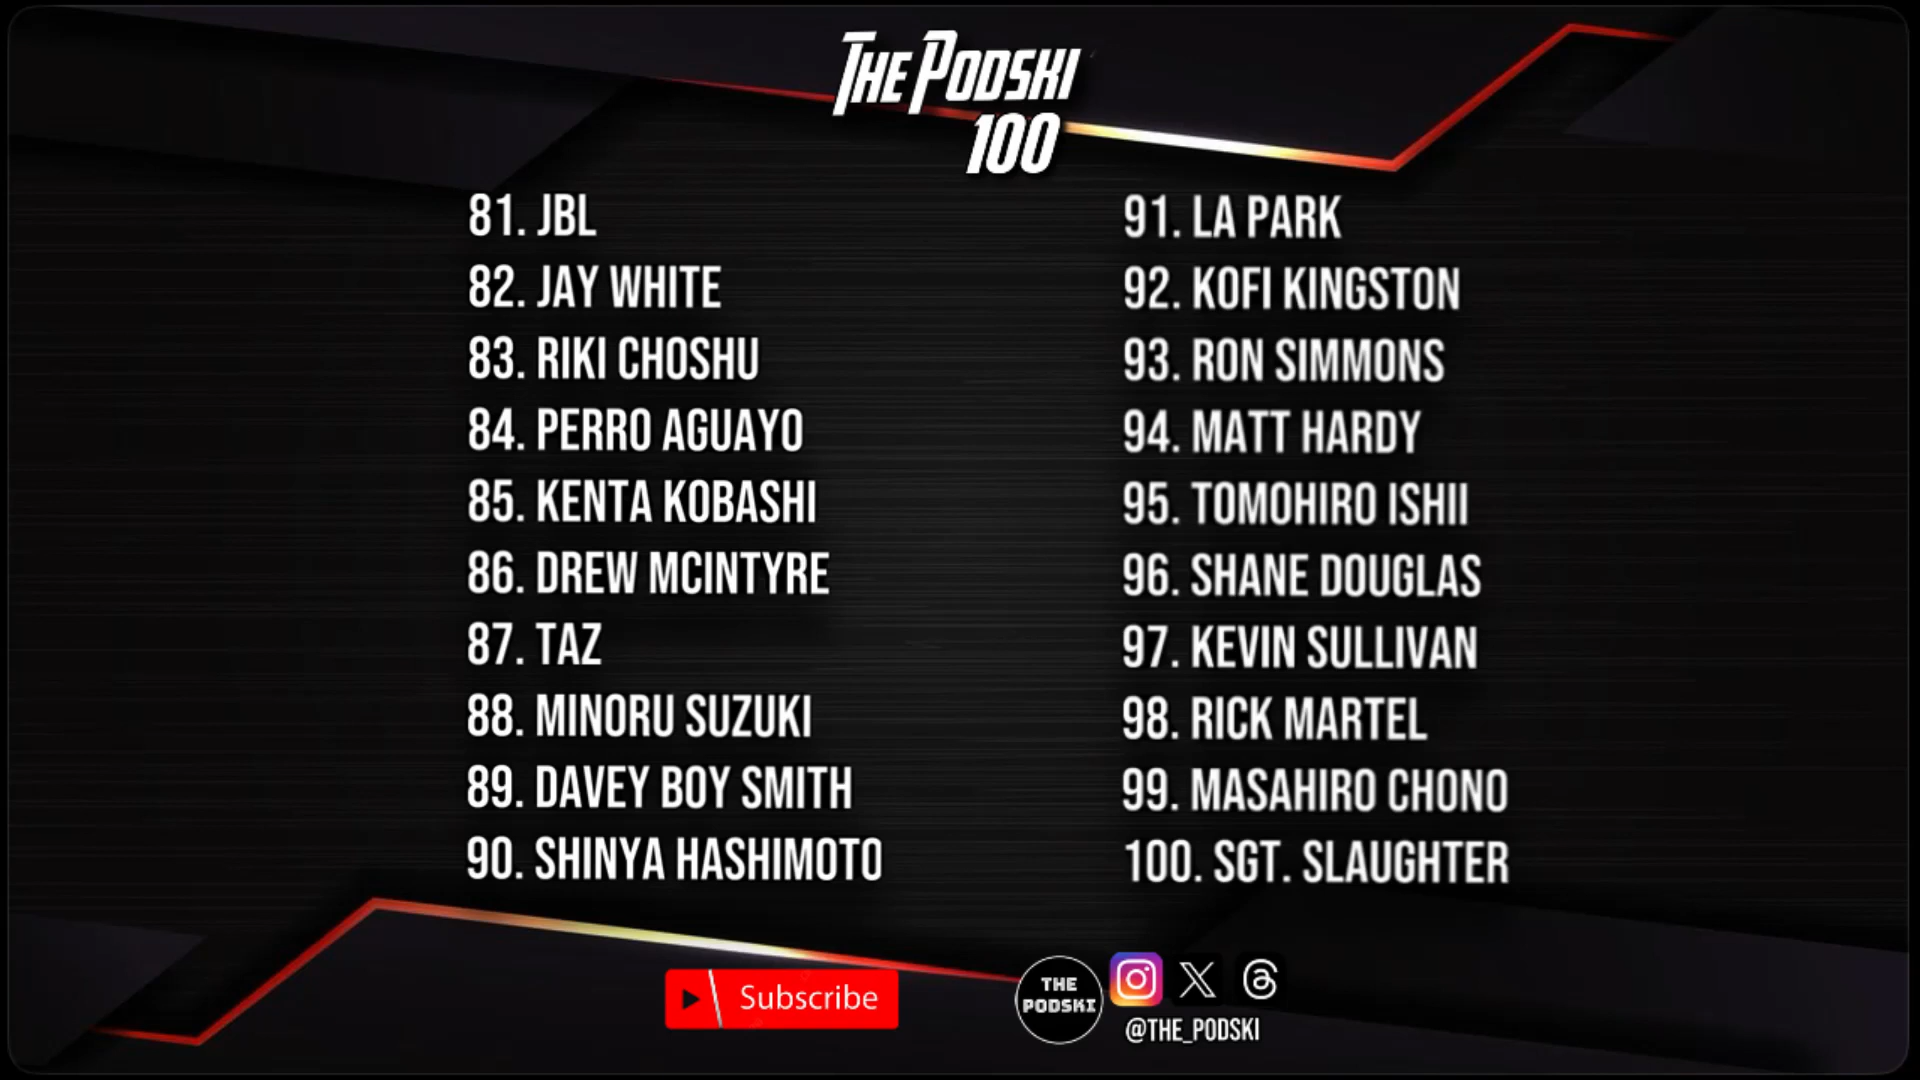 THE PODSKI
100
81. JBL
82. JAY WHITE
83. RIKI CHOSHU
84. PERRO AGUAYO
85. KENTA KOBASHI
86. DREW MCINTYRE
87. TAZ
88. MINORU SUZUKI
89. DAVEY BOY SMITH
90. SHINYA HASHIMOTO
91. LA PARK
92. KOFI KINGSTON
93. RON SIMMONS
94. MATT HARDY
95. TOMOHIRO ISHII
96. SHANE DOUGLAS
97. KEVIN SULLIVAN
98. RICK MARTEL
99. MASAHIRO CHONO
100. SGT. SLAUGHTER
Subscribe
THE
PODSKI
@THE_PODSKI